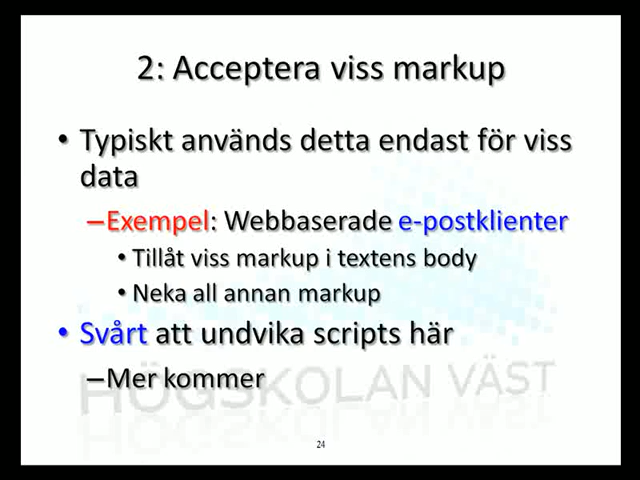 2: Acceptera viss markup
• Typiskt används detta endast för viss
data
–Exempel: Webbaserade e-postklienter
• Tillåt viss markup i textens body
• Neka all annan markup
• Svårt att undvika scripts här
–Mer kommer
HÖGSKOLAN VÄST
24